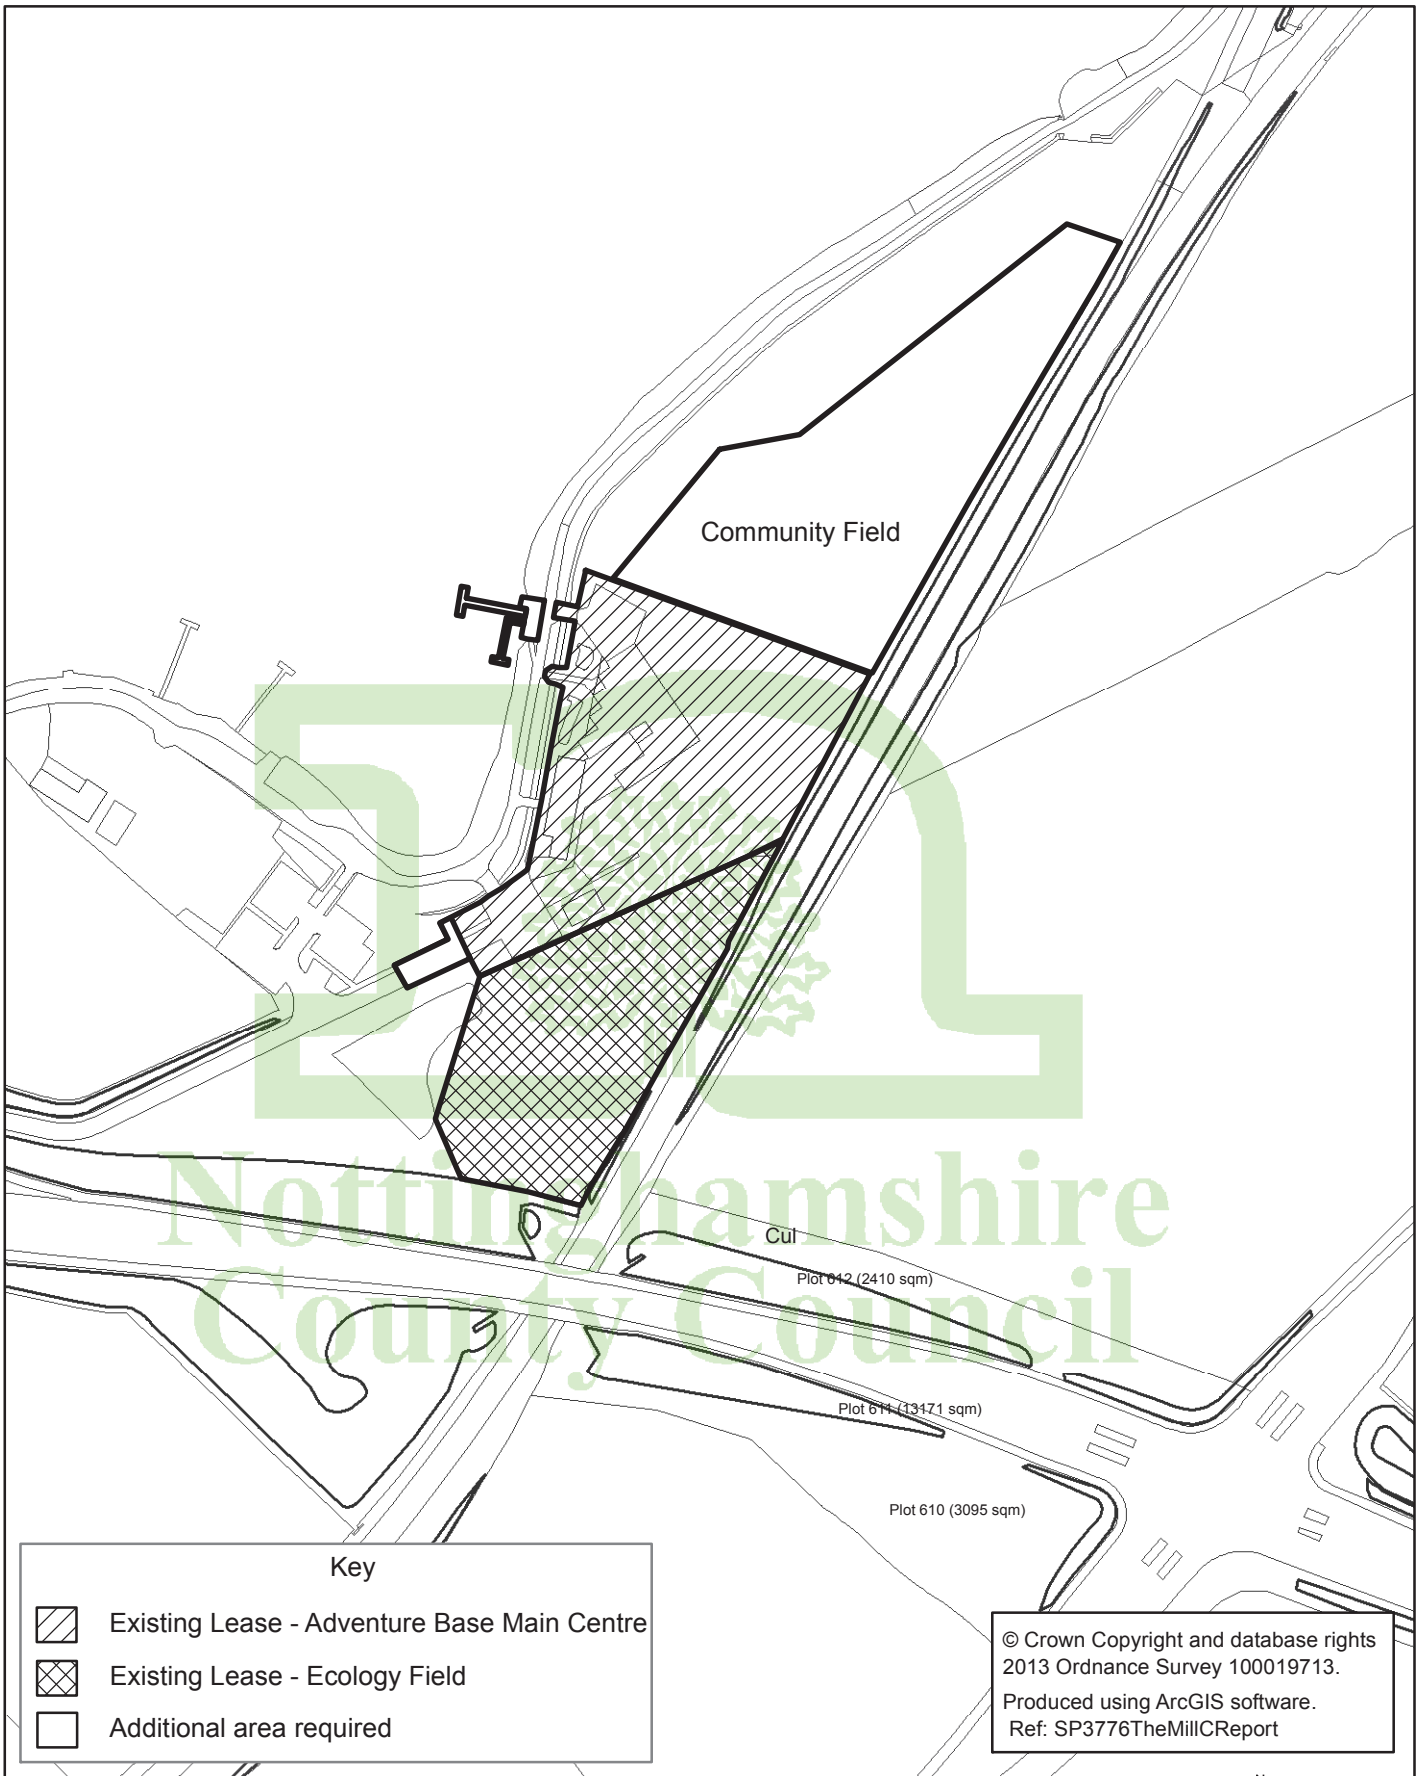 Community Field
Nottinghamshire
County Council
Cul
Plot 612 (2410 sqm)
Plot 611 (13171 sqm)
Plot 610 (3095 sqm)
Key
Existing Lease - Adventure Base Main Centre
Existing Lease - Ecology Field
Additional area required
© Crown Copyright and database rights
2013 Ordnance Survey 100019713.
Produced using ArcGIS software.
Ref: SP3776TheMillCReport